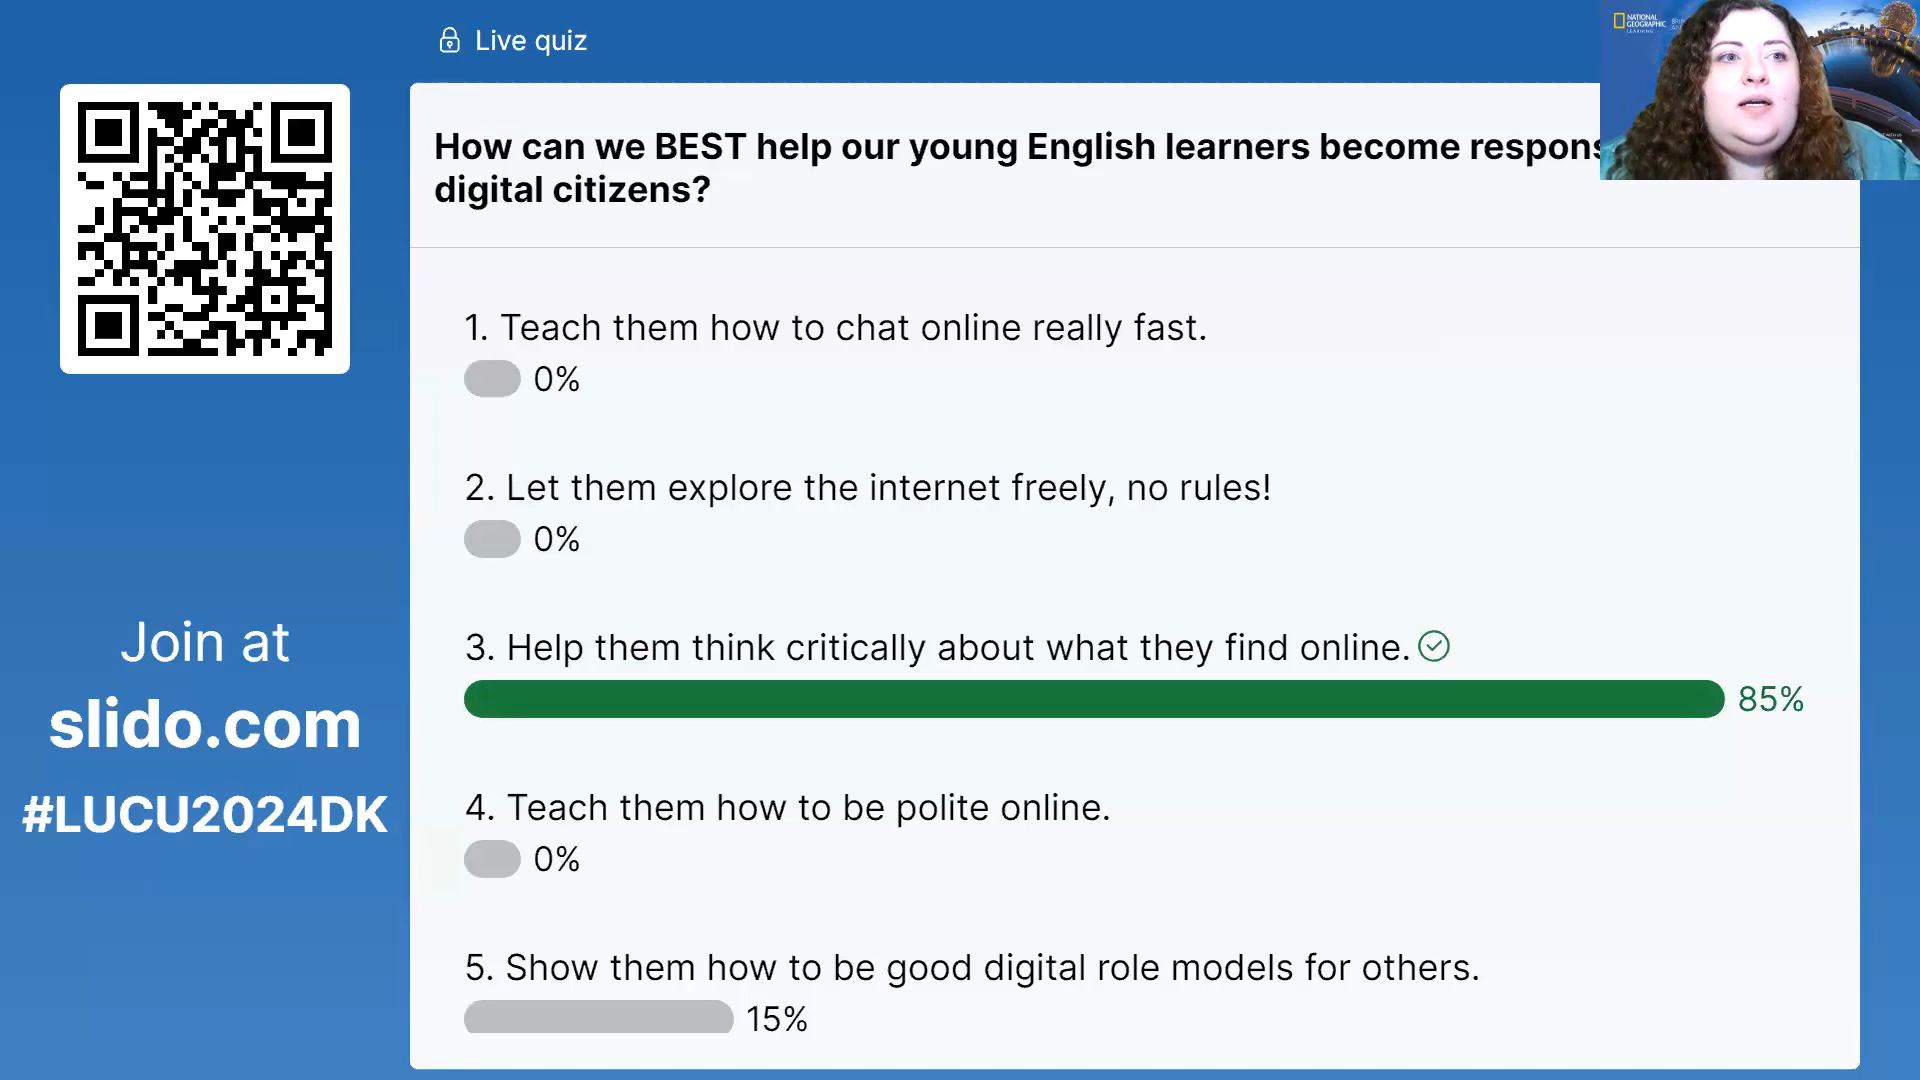 Live quiz
NATIONAL
GEOGRAPHIC
LEARNING
How can we BEST help our young English learners become respons
digital citizens?
1. Teach them how to chat online really fast.
0%
2. Let them explore the internet freely, no rules!
0%
3. Help them think critically about what they find online.
85%
4. Teach them how to be polite online.
0%
5. Show them how to be good digital role models for others.
15%
Join at
slido.com
#LUCU2024DK